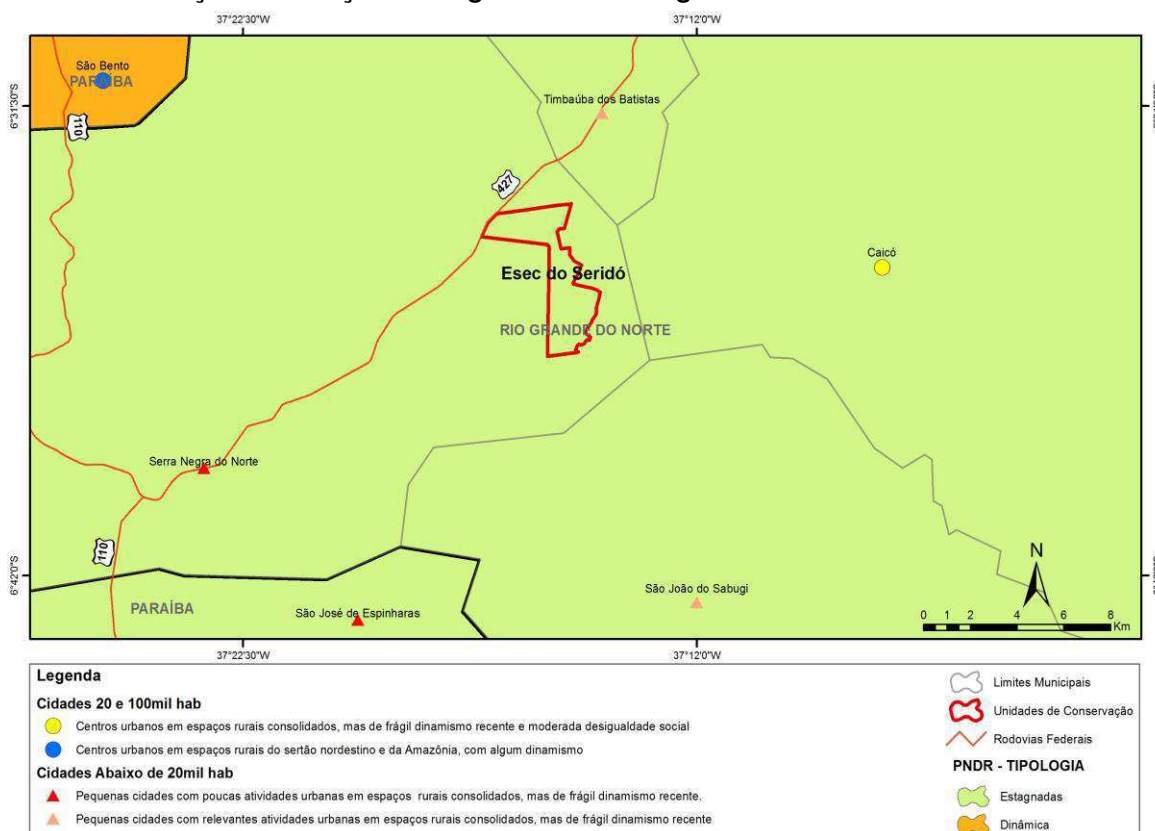 37°22'30"W
37°12'0"W
São Bento
PARAÍBA
6°31'30"S
110
Timbaúba dos Batistas
427
Caicó
Esec do Seridó
RIO GRANDE DO NORTE
Serra Negra do Norte
110
6°42'0"S
PARAÍBA
São José de Espinharas
São João do Sabugi
N
0 1 2 4 6 8
Km
37°22'30"W
37°12'0"W
Legenda
Cidades 20 e 100mil hab
Centros urbanos em espaços rurais consolidados, mas de frágil dinamismo recente e moderada desigualdade social
Centros urbanos em espaços rurais do sertão nordestino e da Amazônia, com algum dinamismo
Cidades Abaixo de 20mil hab
Pequenas cidades com poucas atividades urbanas em espaços rurais consolidados, mas de frágil dinamismo recente.
Pequenas cidades com relevantes atividades urbanas em espaços rurais consolidados, mas de frágil dinamismo recente
Limites Municipais
Unidades de Conservação
Rodovias Federais
PNDR - TIPOLOGIA
Estagnadas
Dinâmica